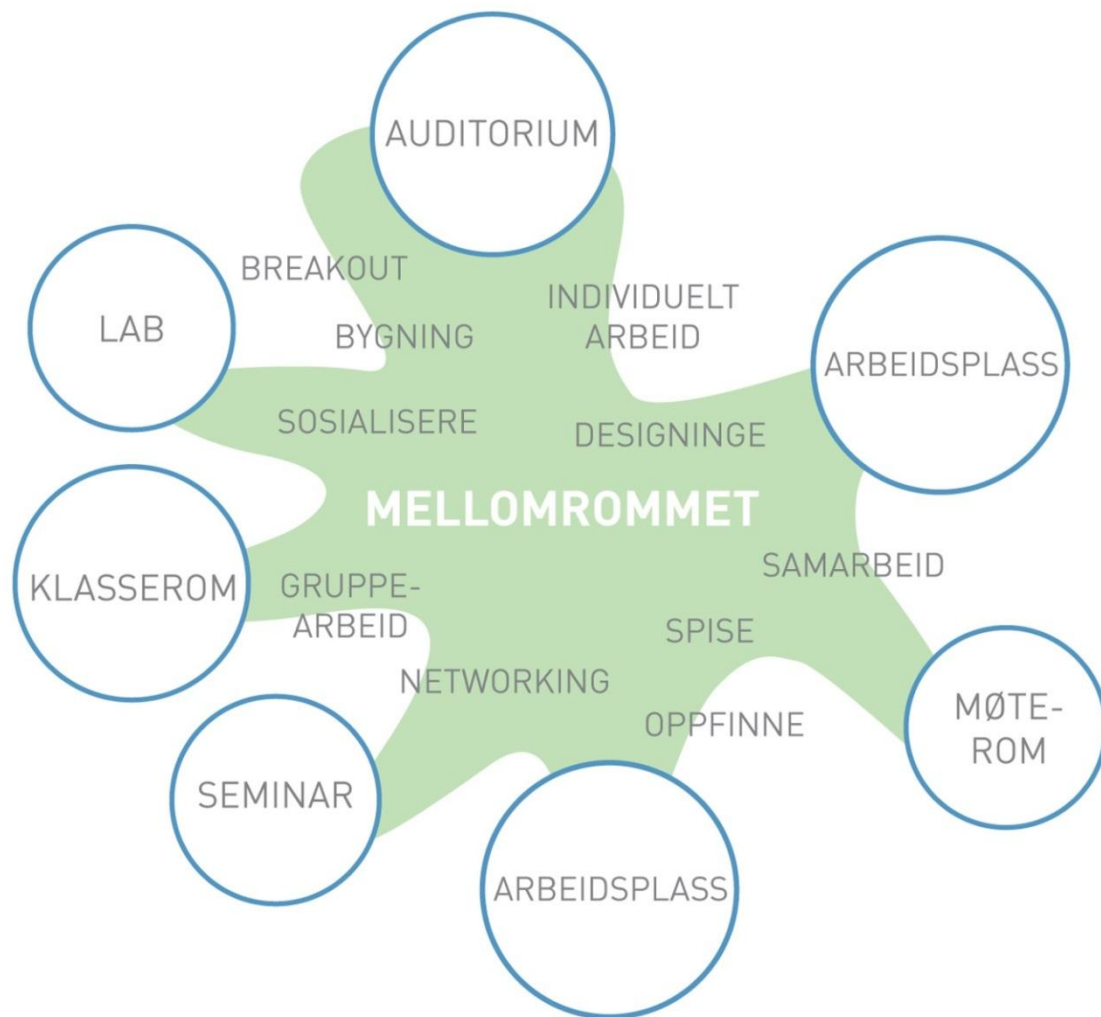 AUDITORIUM
BREAKOUT
INDIVIDUELT
ARBEID
LAB
BYGNING
ARBEIDSPLASS
SOSIALISERE
DESIGNINGE
MELLOMROMMET
SAMARBEID
KLASSEROM
GRUPPE-
ARBEID
SPISE
NETWORKING
OPPFINNE
MØTE-
ROM
SEMINAR
ARBEIDSPLASS